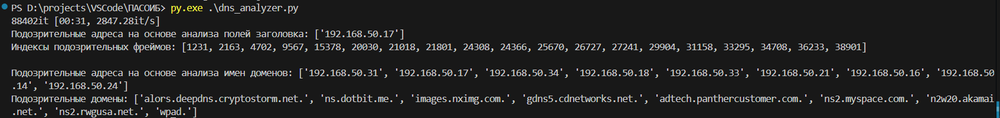 PS D:\projects\VSCode\ПАСОИБ> py.exe .\dns_analyzer.py
88402it [00:31, 2847.28it/s]
Подозрительные адреса на основе анализа полей заголовка: ['192.168.50.17']
Индексы подозрительных фреймов: [1231, 2163, 4702, 9567, 15378, 20030, 21018, 21801, 24308, 24366, 25670, 26727, 27241, 29904, 31158, 33295, 34708, 36233, 38901]
Подозрительные адреса на основе анализа имен доменов: ['192.168.50.31', '192.168.50.17', '192.168.50.34', '192.168.50.18', '192.168.50.33', '192.168.50.21', '192.168.50.16', '192.168.50
.14', '192.168.50.24']
Подозрительные домены: ['alors.deepdns.cryptostorm.net.', 'ns.dotbit.me.', 'images.nximg.com.', 'gdns5.cdnetworks.net.', 'adtech.panthercustomer.com.', 'ns2.myspace.com.', 'n2w20.akamai
.net.', 'ns2.rwgusa.net.', 'wpad.']